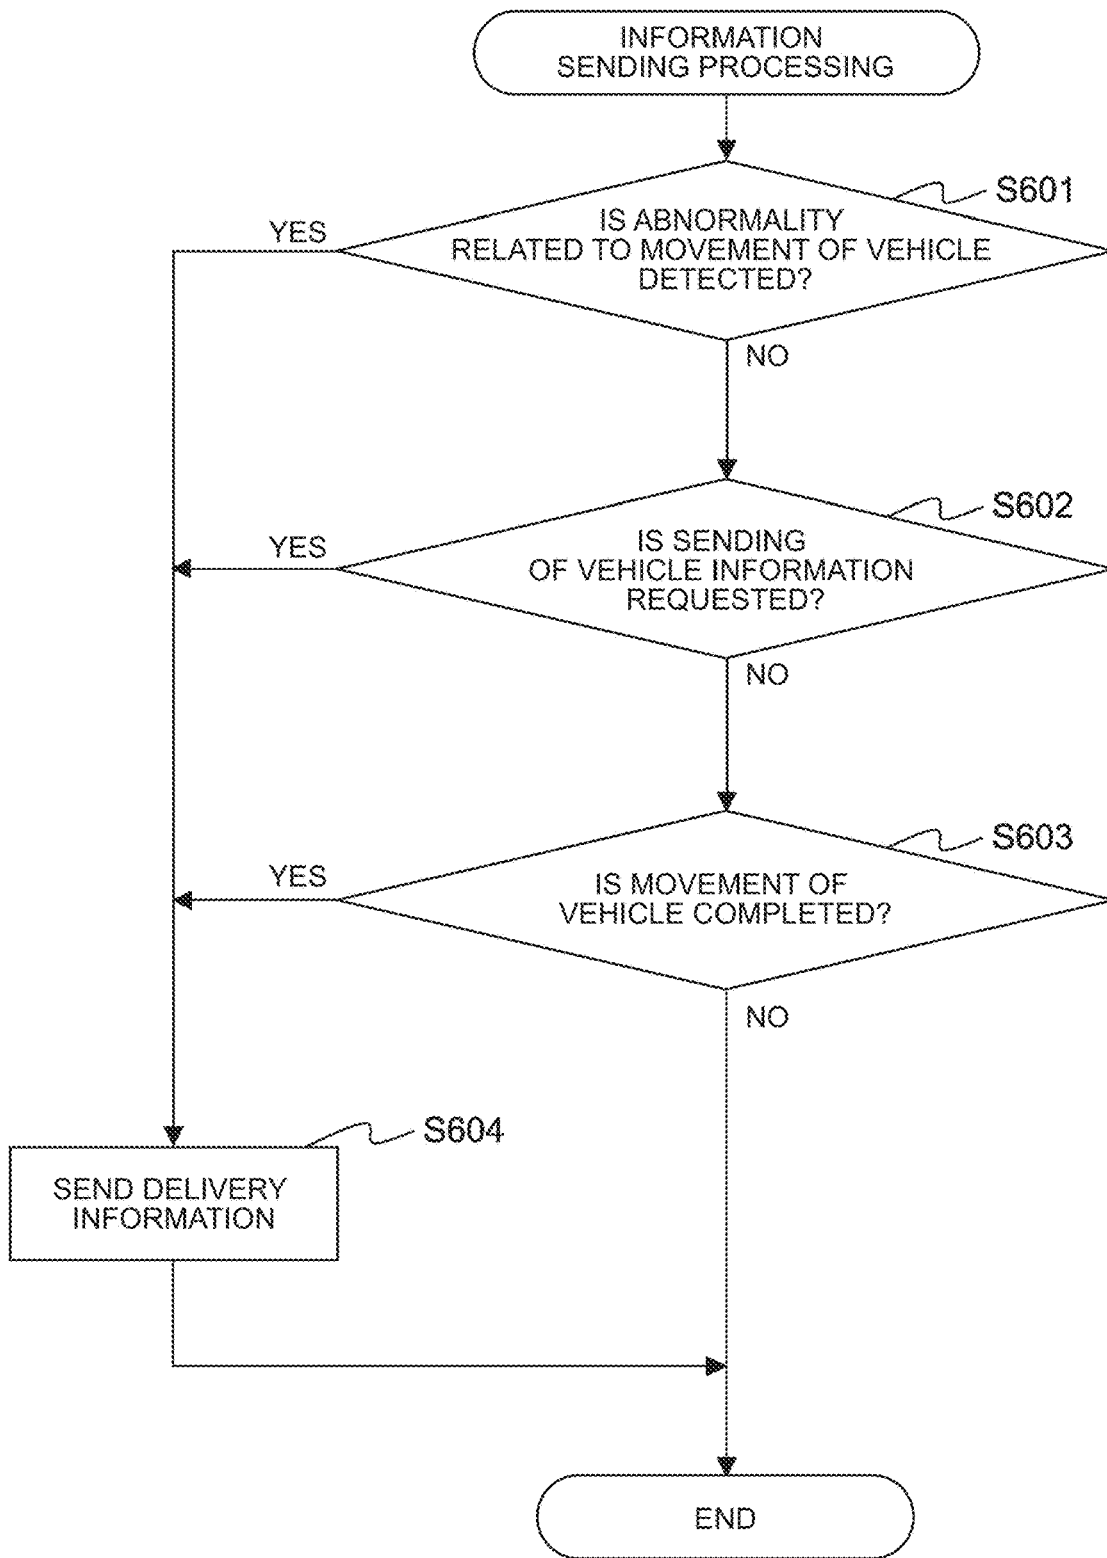 INFORMATION
SENDING PROCESSING
S601
IS ABNORMALITY
RELATED TO MOVEMENT OF VEHICLE
DETECTED?
YES
NO
S602
IS SENDING
OF VEHICLE INFORMATION
REQUESTED?
YES
NO
S603
IS MOVEMENT OF
VEHICLE COMPLETED?
YES
NO
S604
SEND DELIVERY
INFORMATION
END